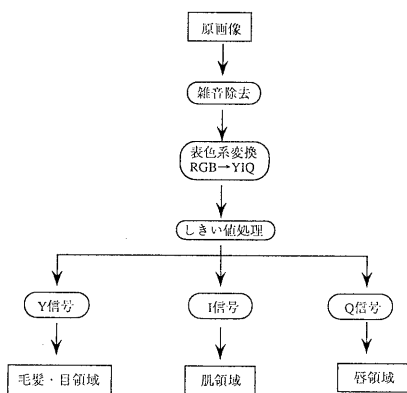 原画像
雑音除去
表色系変換
RGB→YIQ
しきい値処理
Y信号
I信号
Q信号
毛髪・目領域
肌領域
唇領域